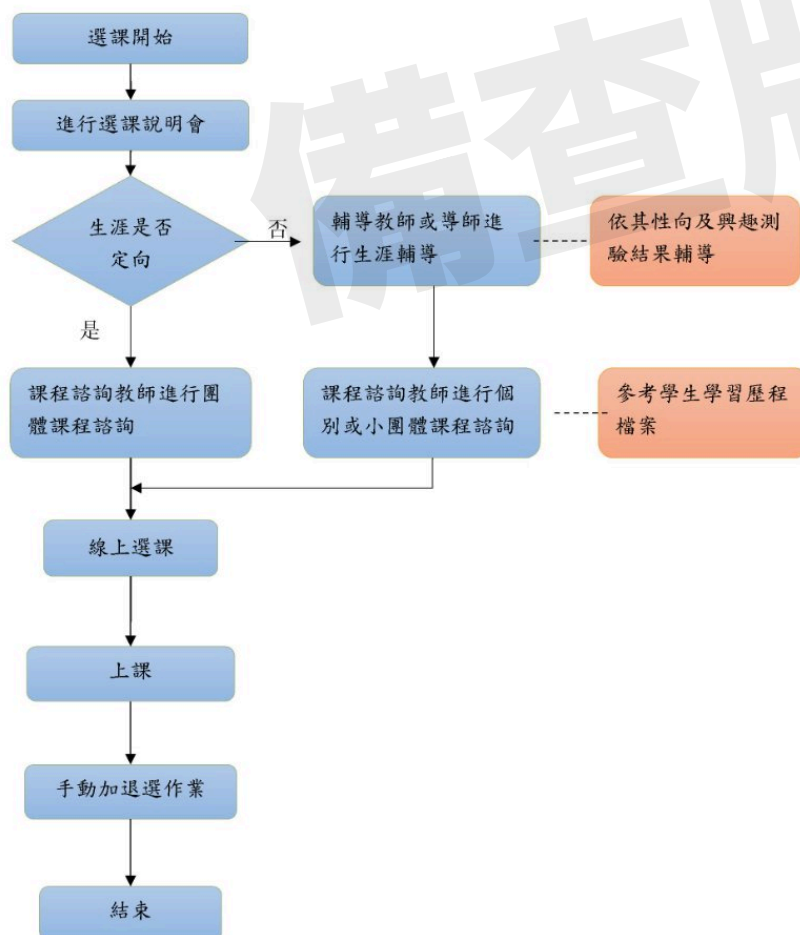 選課開始
進行選課說明會
生涯是否
定向
否
輔導教師或導師進
行生涯輔導
依其性向及興趣測
驗結果輔導
是
課程諮詢教師進行團
體課程諮詢
課程諮詢教師進行個
別或小團體課程諮詢
參考學生學習歷程
檔案
線上選課
上課
手動加退選作業
結束
備查版